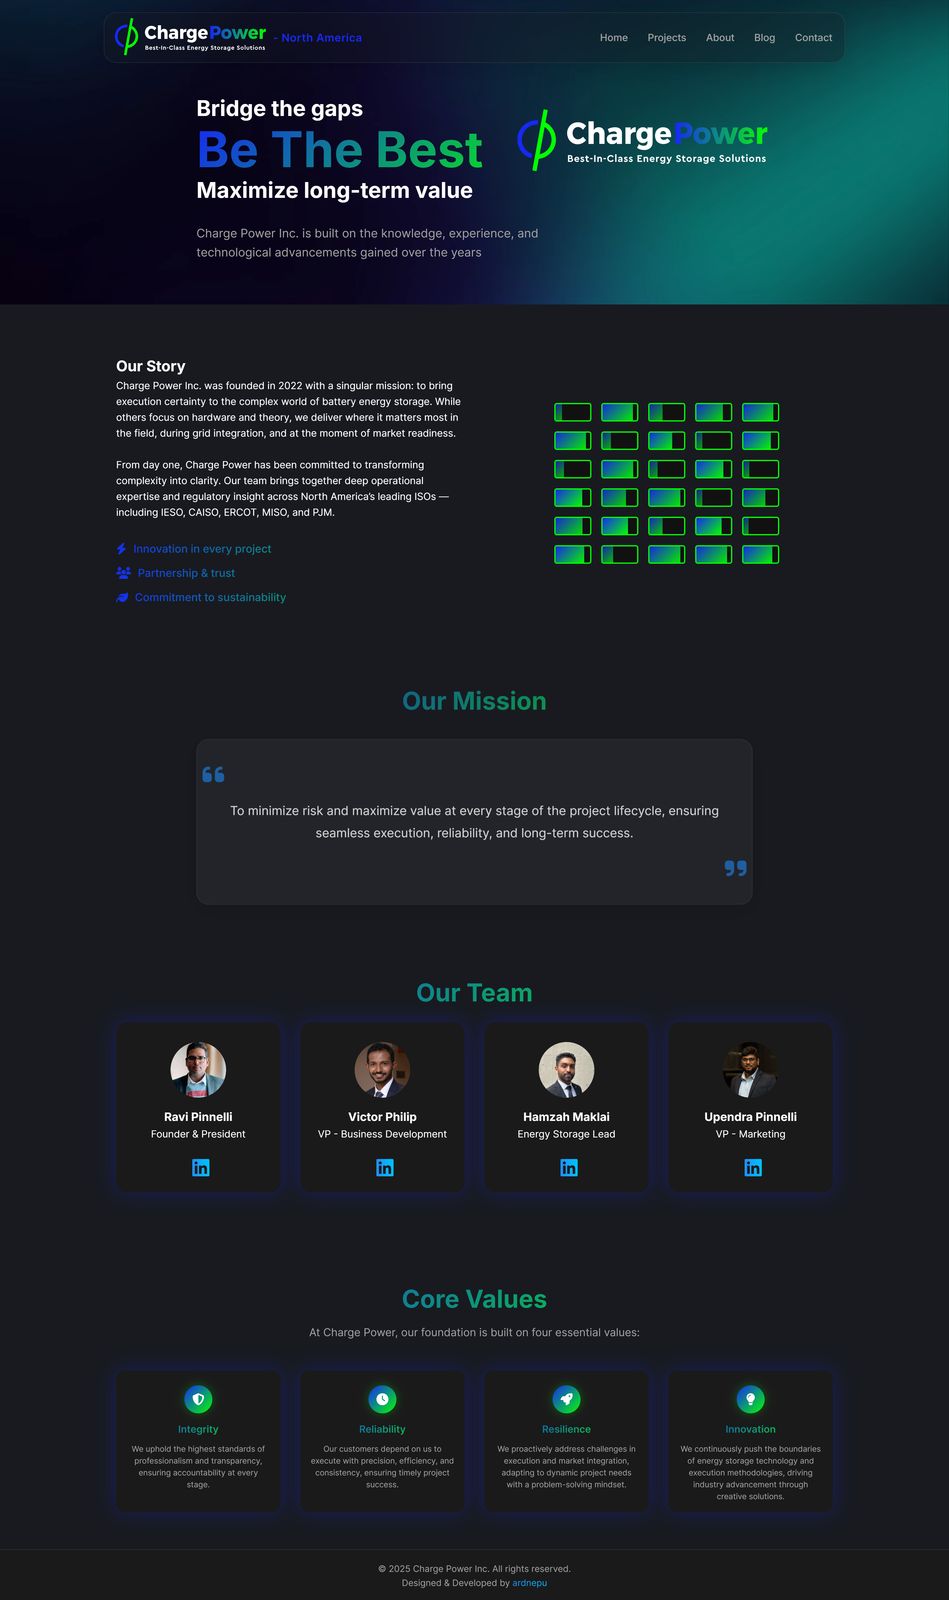 ChargePower
Best-In-Class Energy Storage Solutions
- North America
Home
Projects
About
Blog
Contact
Bridge the gaps
Be The Best
Maximize long-term value
Charge Power Inc. is built on the knowledge, experience, and
technological advancements gained over the years
ChargePower
Best-In-Class Energy Storage Solutions
Our Story
Charge Power Inc. was founded in 2022 with a singular mission: to bring
execution certainty to the complex world of battery energy storage. While
others focus on hardware and theory, we deliver where it matters most in
the field, during grid integration, and at the moment of market readiness.
From day one, Charge Power has been committed to transforming
complexity into clarity. Our team brings together deep operational
expertise and regulatory insight across North America’s leading ISOs —
including IESO, CAISO, ERCOT, MISO, and PJM.
Innovation in every project
Partnership & trust
Commitment to sustainability
Our Mission
To minimize risk and maximize value at every stage of the project lifecycle, ensuring
seamless execution, reliability, and long-term success.
Our Team
Ravi Pinnelli
Founder & President
Victor Philip
VP - Business Development
Hamzah Maklai
Energy Storage Lead
Upendra Pinnelli
VP - Marketing
Core Values
At Charge Power, our foundation is built on four essential values:
Integrity
We uphold the highest standards of
professionalism and transparency,
ensuring accountability at every
stage.
Reliability
Our customers depend on us to
execute with precision, efficiency, and
consistency, ensuring timely project
success.
Resilience
We proactively address challenges in
execution and market integration,
adapting to dynamic project needs
with a problem-solving mindset.
Innovation
We continuously push the boundaries
of energy storage technology and
execution methodologies, driving
industry advancement through
creative solutions.
© 2025 Charge Power Inc. All rights reserved.
Designed & Developed by ardnepu